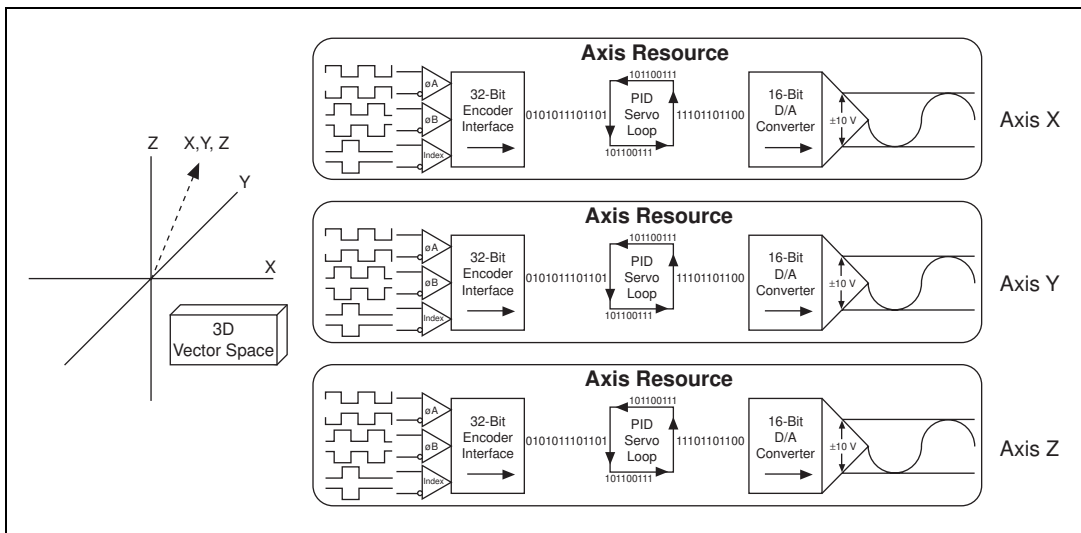 Z
X,Y, Z
Y
X
3D
Vector Space
Axis Resource
øA
øB
Index
32-Bit
Encoder
Interface
0101011101101
101100111
PID
Servo
Loop
101100111
11101101100
16-Bit
D/A
Converter
±10 V
Axis X
Axis Resource
øA
øB
Index
32-Bit
Encoder
Interface
0101011101101
101100111
PID
Servo
Loop
101100111
11101101100
16-Bit
D/A
Converter
±10 V
Axis Y
Axis Resource
øA
øB
Index
32-Bit
Encoder
Interface
0101011101101
101100111
PID
Servo
Loop
101100111
11101101100
16-Bit
D/A
Converter
±10 V
Axis Z